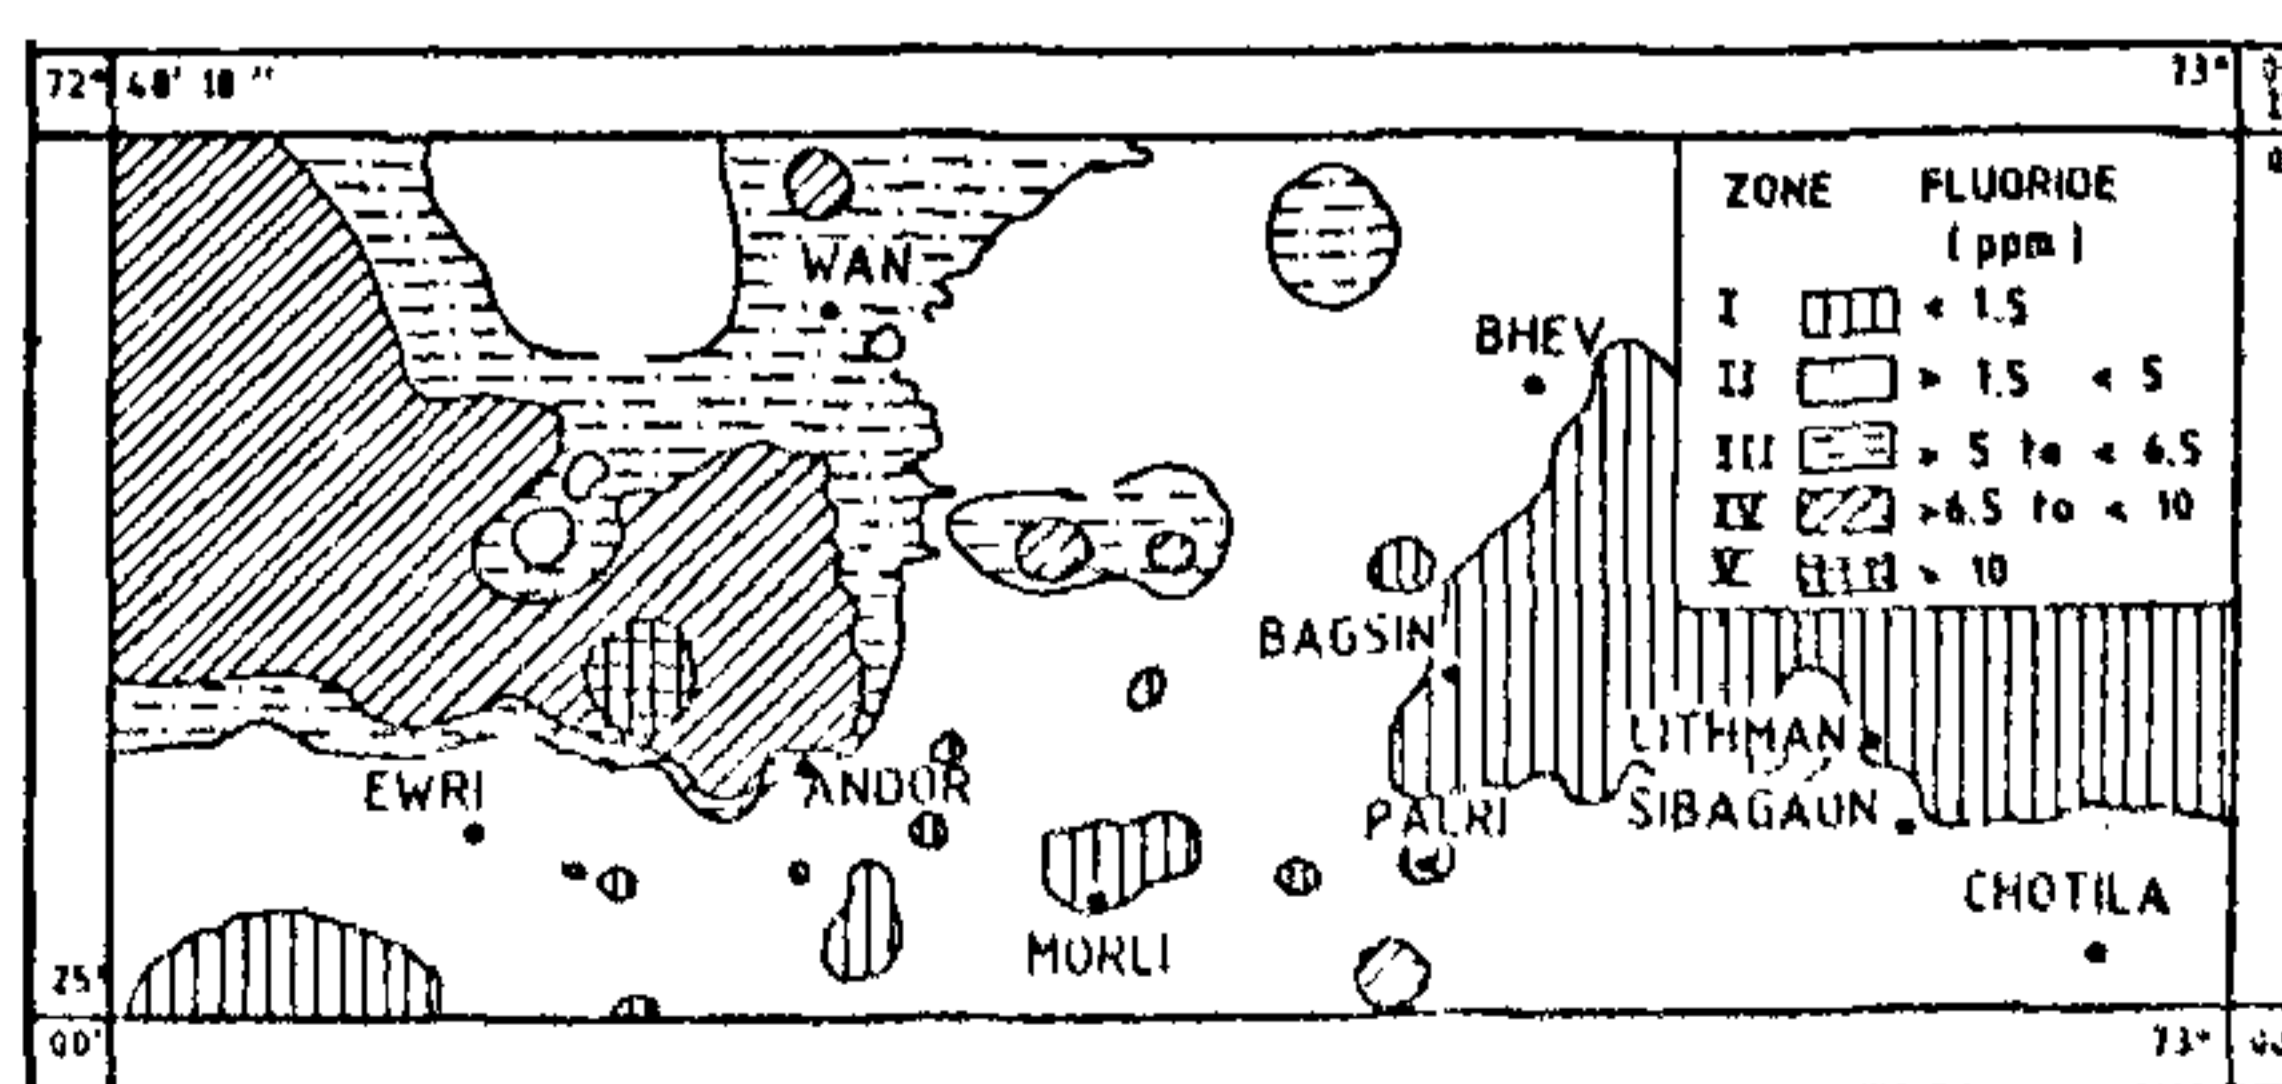 72° 40' 10"
73°
ZONE FLUORIDE
(ppm)
I < 1.5
II > 1.5 < 5
III > 5 to < 6.5
IV >6.5 to < 10
V > 10
WAN
BHEV
BAGSIN
LITHMAN
EWRI
ANDOR
PALRI
SIBAGAUN
CHOTILA
MORLI
25°
00'
73°